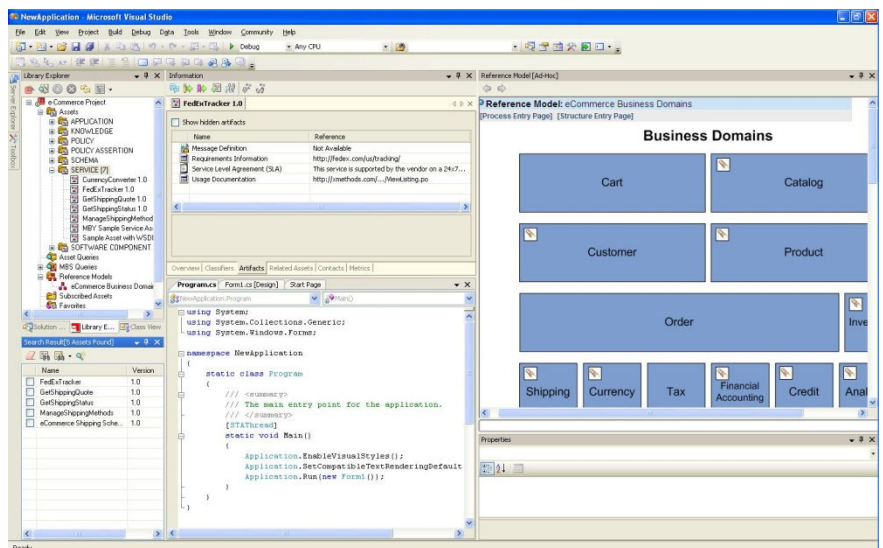 NewApplication - Microsoft Visual Studio
File Edit View Project Build Debug Data Tools Window Community Help
Debug Any CPU
Library Explorer
e-Commerce Project
Assets
APPLICATION
KNOWLEDGE
POLICY
POLICY ASSERTION
SCHEMA
SERVICE [7]
CurrencyConverter 1.0
FedExTracker 1.0
GetShippingQuote 1.0
GetShippingStatus 1.0
ManageShippingMethod
MBY Sample Service As
Sample Asset with WSDL
SOFTWARE COMPONENT
Asset Queries
MBS Queries
Reference Models
eCommerce Business Domai
Subscribed Assets
Favorites
Solution ... Library E... Class View
Server Explorer
Toolbox
Search Result[5 Assets Found]
Name Version
FedExTracker 1.0
GetShippingQuote 1.0
GetShippingStatus 1.0
ManageShippingMethods 1.0
eCommerce Shipping Sche... 1.0
Information
FedExTracker 1.0
Show hidden artifacts
Name Reference
Message Definition Not Available
Requirements Information http://fedex.com/us/tracking/
Service Level Agreement (SLA) This service is supported by the vendor on a 24x7...
Usage Documentation http://xmethods.com/.../ViewListing.po
Overview Classifiers Artifacts Related Assets Contacts Metrics
Program.cs Form1.cs [Design] Start Page
NewApplication.Program Main()
using System;
using System.Collections.Generic;
using System.Windows.Forms;
namespace NewApplication
{
static class Program
{
/// <summary>
/// The main entry point for the application.
/// </summary>
[STAThread]
static void Main()
{
Application.EnableVisualStyles();
Application.SetCompatibleTextRenderingDefault
Application.Run(new Form1());
}
}
}
Reference Model[Ad-Hoc]
Reference Model: eCommerce Business Domains
[Process Entry Page] [Structure Entry Page]
Business Domains
Cart Catalog
Customer Product
Order Inve
Shipping Currency Tax Financial Accounting Credit Anal
Properties
Ready